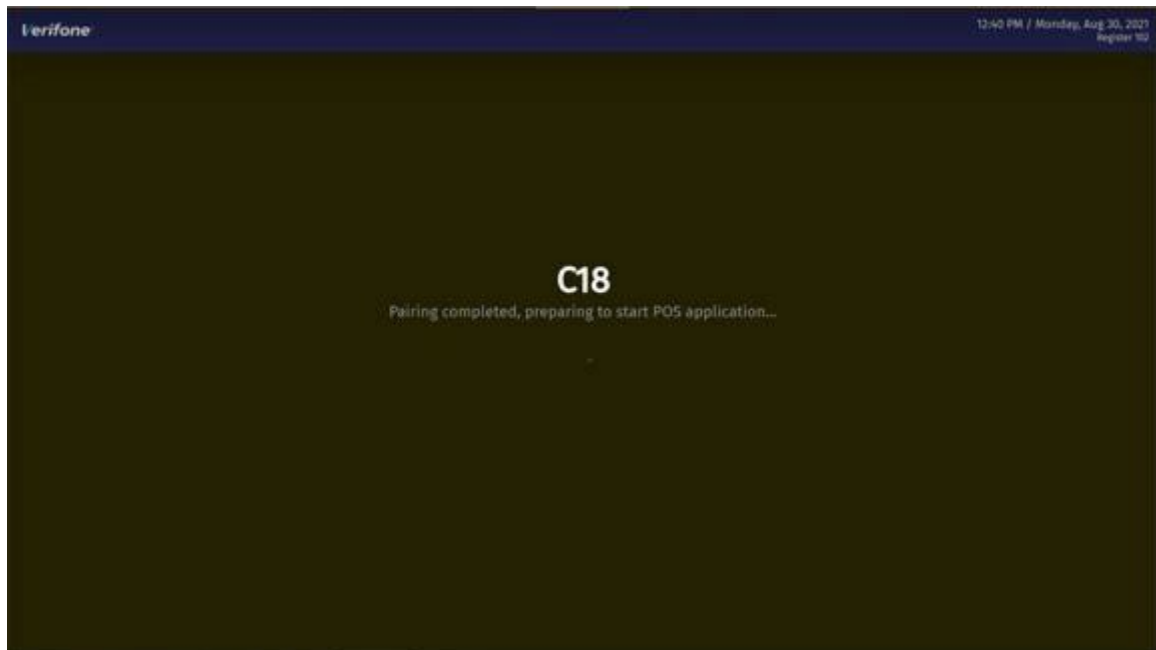 Verifone
12:40 PM / Monday, Aug 30, 2021
Register 102
C18
Pairing completed, preparing to start POS application...